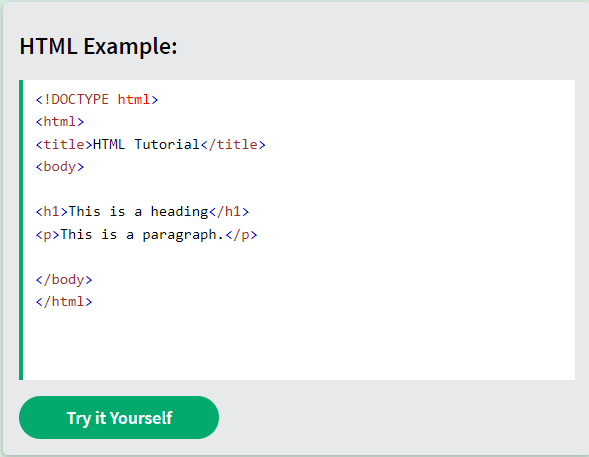 HTML Example:
<!DOCTYPE html>
<html>
<title>HTML Tutorial</title>
<body>
<h1>This is a heading</h1>
<p>This is a paragraph.</p>
</body>
</html>
Try it Yourself